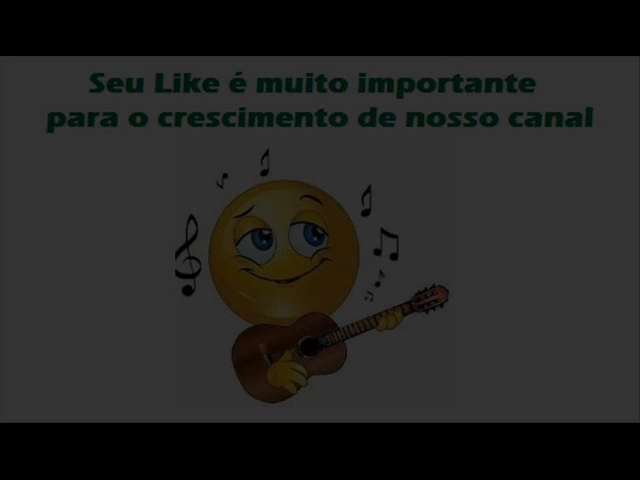 Seu Like é muito importante
para o crescimento de nosso canal